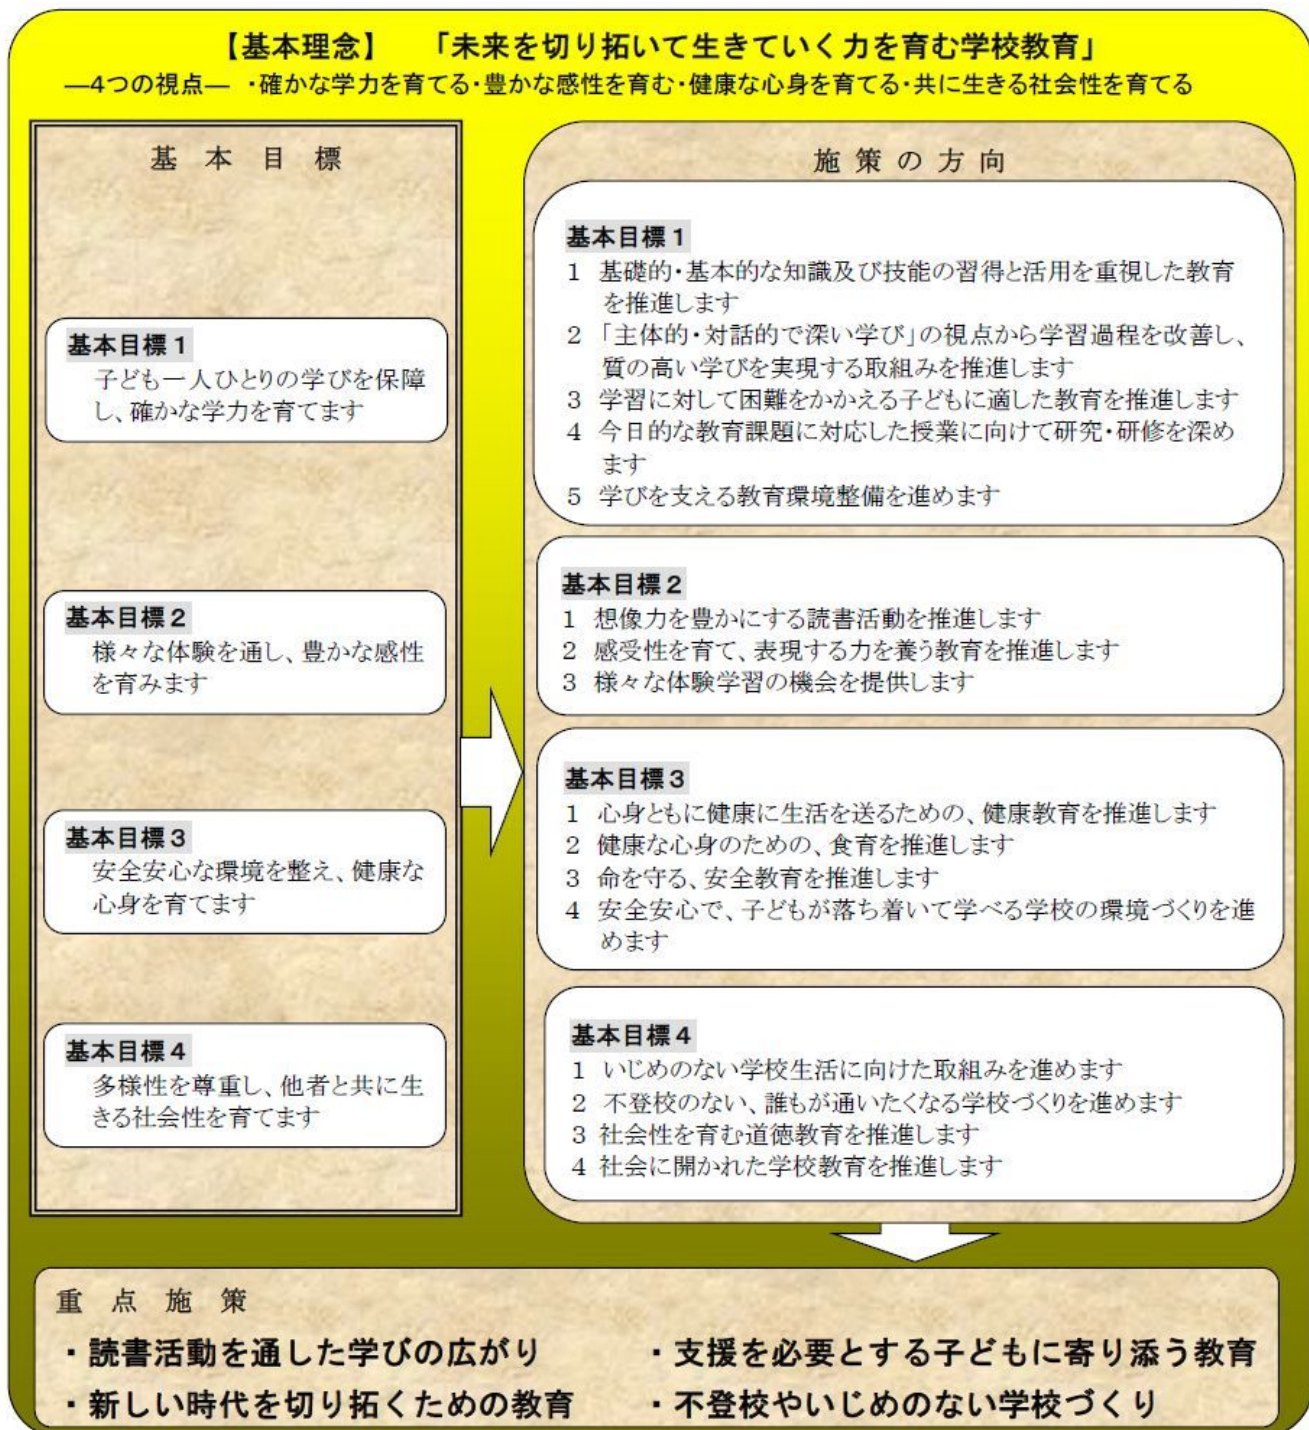 【基本理念】 「未来を切り拓いて生きていく力を育む学校教育」
―4つの視点― ・確かな学力を育てる・豊かな感性を育む・健康な心身を育てる・共に生きる社会性を育てる
基本目標
基本目標1
子ども一人ひとりの学びを保障
し、確かな学力を育てます
基本目標2
様々な体験を通し、豊かな感性
を育みます
基本目標3
安全安心な環境を整え、健康な
心身を育てます
基本目標4
多様性を尊重し、他者と共に生
きる社会性を育てます
施策の方向
基本目標1
1 基礎的・基本的な知識及び技能の習得と活用を重視した教育
を推進します
2 「主体的・対話的で深い学び」の視点から学習過程を改善し、
質の高い学びを実現する取組みを推進します
3 学習に対して困難をかかえる子どもに適した教育を推進します
4 今日的な教育課題に対応した授業に向けて研究・研修を深め
ます
5 学びを支える教育環境整備を進めます
基本目標2
1 想像力を豊かにする読書活動を推進します
2 感受性を育て、表現する力を養う教育を推進します
3 様々な体験学習の機会を提供します
基本目標3
1 心身ともに健康に生活を送るための、健康教育を推進します
2 健康な心身のための、食育を推進します
3 命を守る、安全教育を推進します
4 安全安心で、子どもが落ち着いて学べる学校の環境づくりを進
めます
基本目標4
1 いじめのない学校生活に向けた取組みを進めます
2 不登校のない、誰もが通いたくなる学校づくりを進めます
3 社会性を育む道徳教育を推進します
4 社会に開かれた学校教育を推進します
重点施策
・読書活動を通した学びの広がり ・支援を必要とする子どもに寄り添う教育
・新しい時代を切り拓くための教育 ・不登校やいじめのない学校づくり